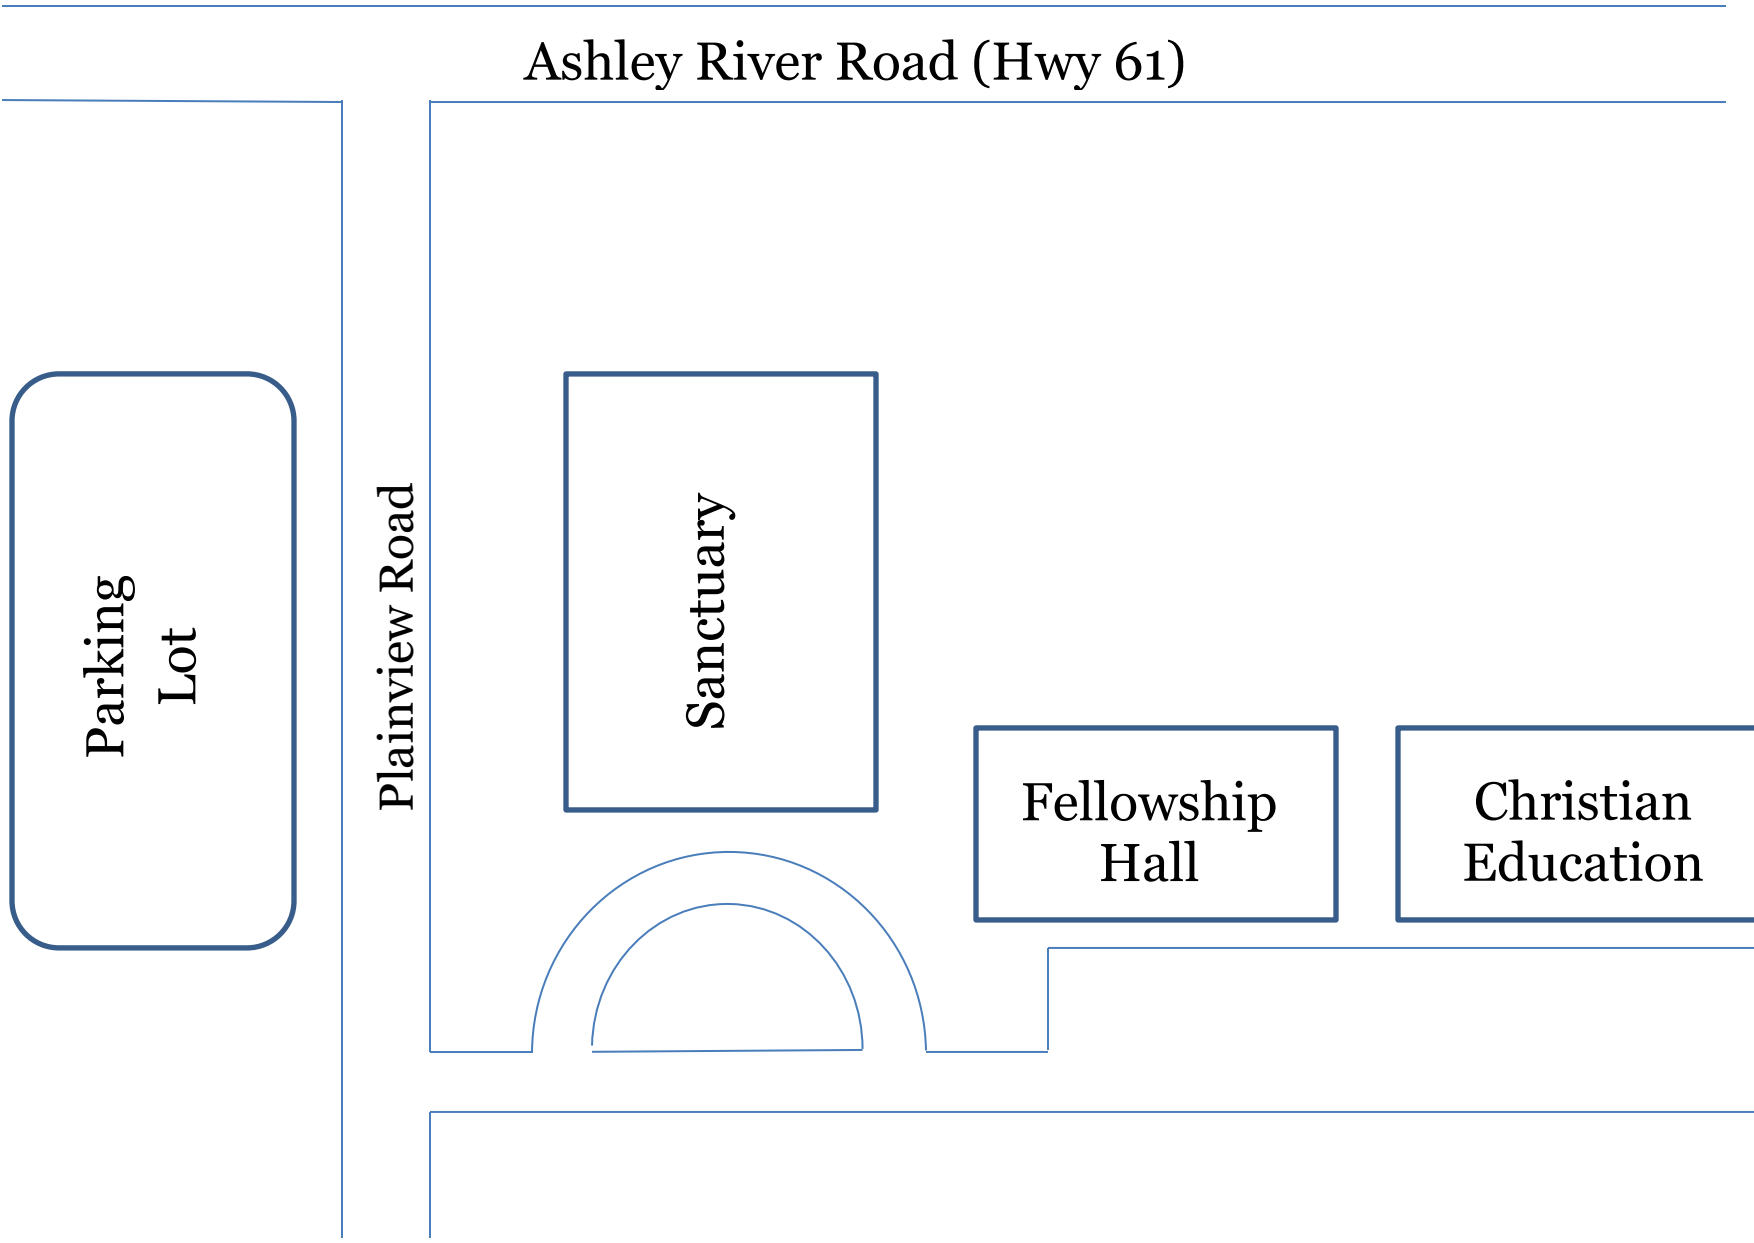 Ashley River Road (Hwy 61)
Parking
Lot
Plainview Road
Sanctuary
Fellowship
Hall
Christian
Education